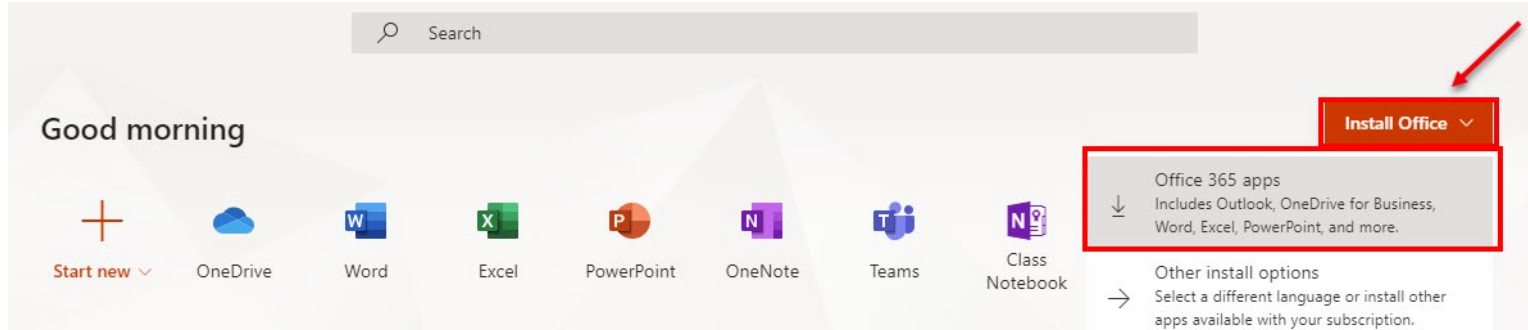 Search
Good morning
Install Office
Office 365 apps
Includes Outlook, OneDrive for Business,
Word, Excel, PowerPoint, and more.
Start new
OneDrive
W
Word
X
Excel
P
PowerPoint
N
OneNote
T
Teams
N
Class
Notebook
Other install options
Select a different language or install other
apps available with your subscription.